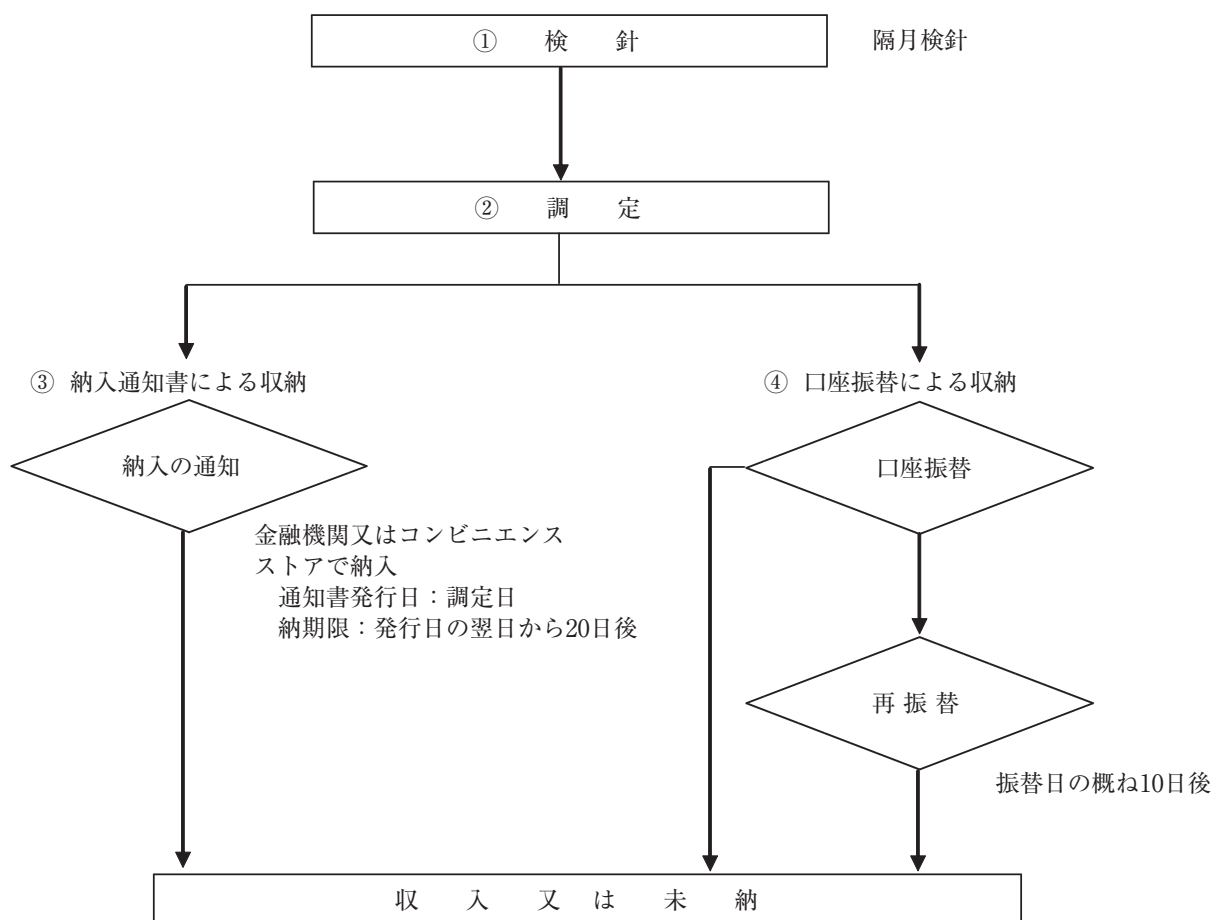 ① 検 針
隔月検針
② 調 定
③ 納入通知書による収納
④ 口座振替による収納
納入の通知
口座振替
金融機関又はコンビニエンス
ストアで納入
通知書発行日：調定日
納期限：発行日の翌日から20日後
再 振 替
振替日の概ね10日後
収 入 又 は 未 納